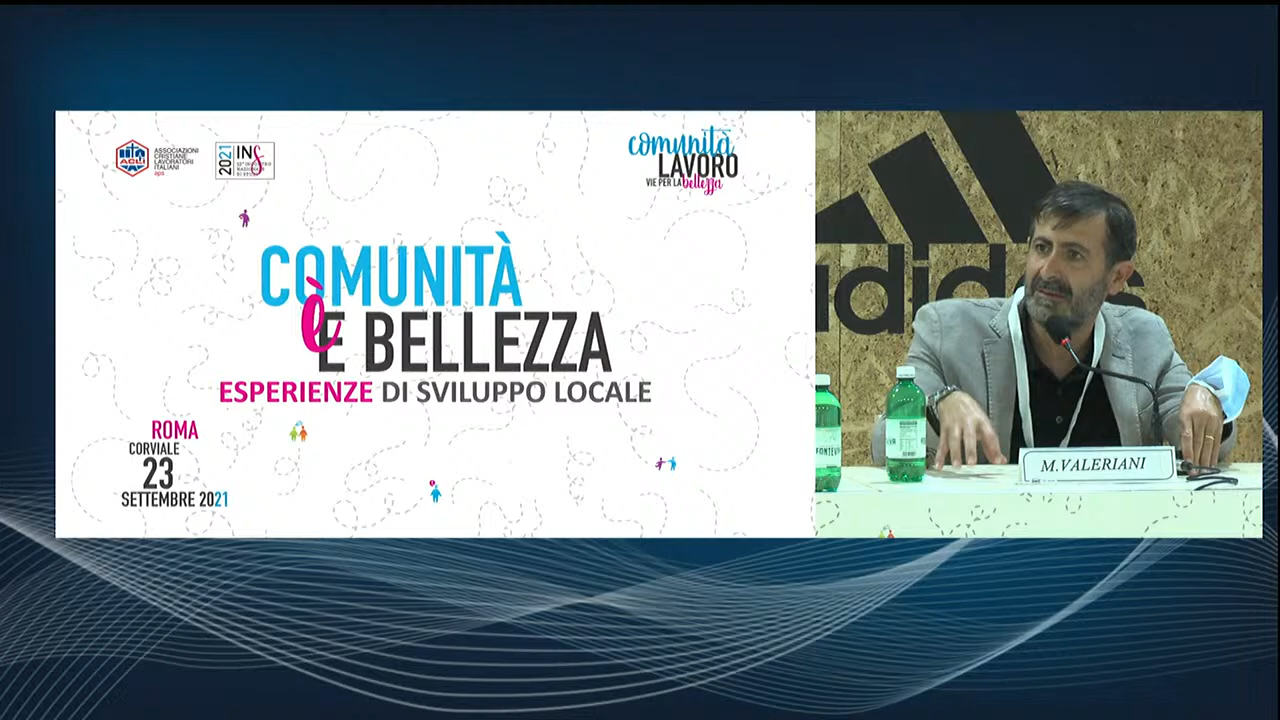 ACLI
ASSOCIAZIONI
CRISTIANE
LAVORATORI
ITALIANI
aps
2021
INS
comunità
LAVORO
VIE PER LA bellezza
COMUNITÀ
è
E BELLEZZA
ESPERIENZE DI SVILUPPO LOCALE
ROMA
CORVIALE
23
SETTEMBRE 2021
adidas
M.VALERIANI